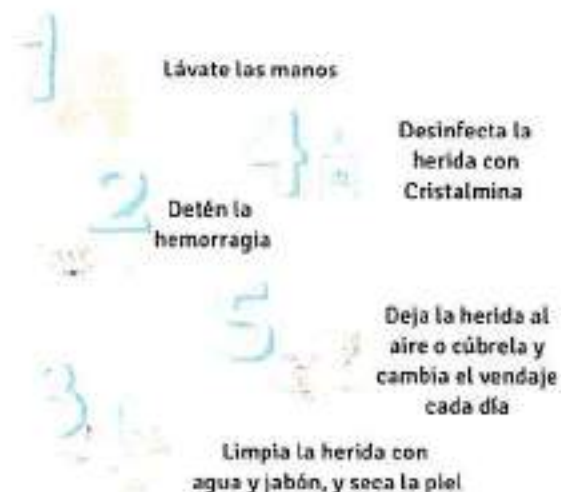 1
Lávate las manos
2
Detén la
hemorragia
3
Limpia la herida con
agua y jabón, y seca la piel
4
Desinfecta la
herida con
Cristalmina
5
Deja la herida al
aire o cúbrela y
cambia el vendaje
cada día